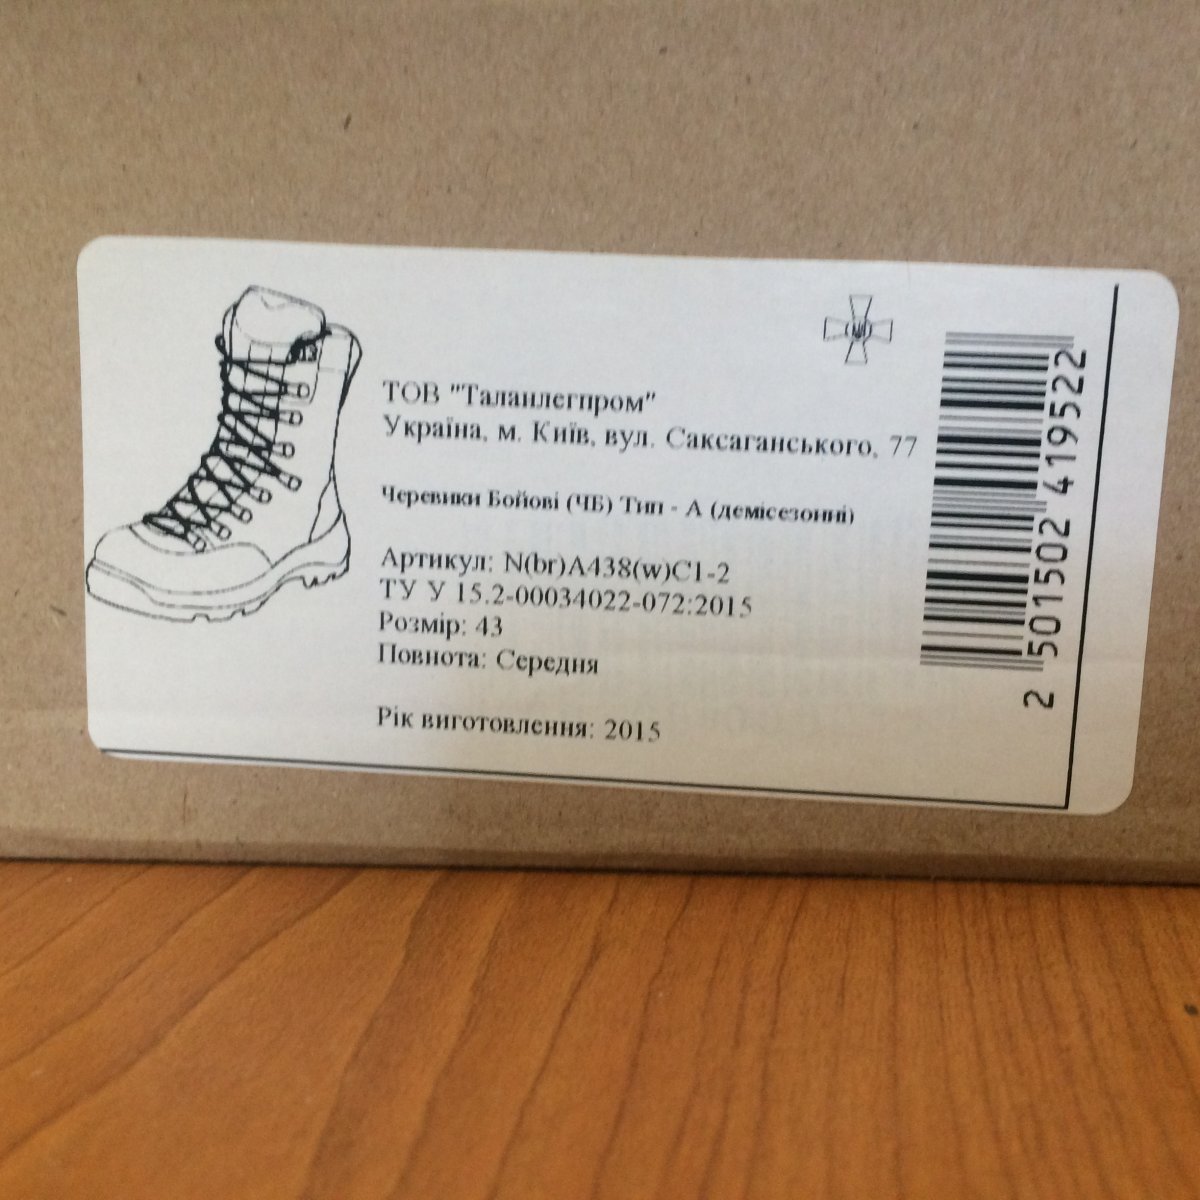 ТОВ "Таланлегпром"
Україна, м. Київ, вул. Саксаганського, 77
Черевики Бойові (ЧБ) Тип - А (демісезонні)
Артикул: N(br)A438(w)C1-2
ТУ У 15.2-00034022-072:2015
Розмір: 43
Повнота: Середня
Рік виготовлення: 2015
2 501502 419522